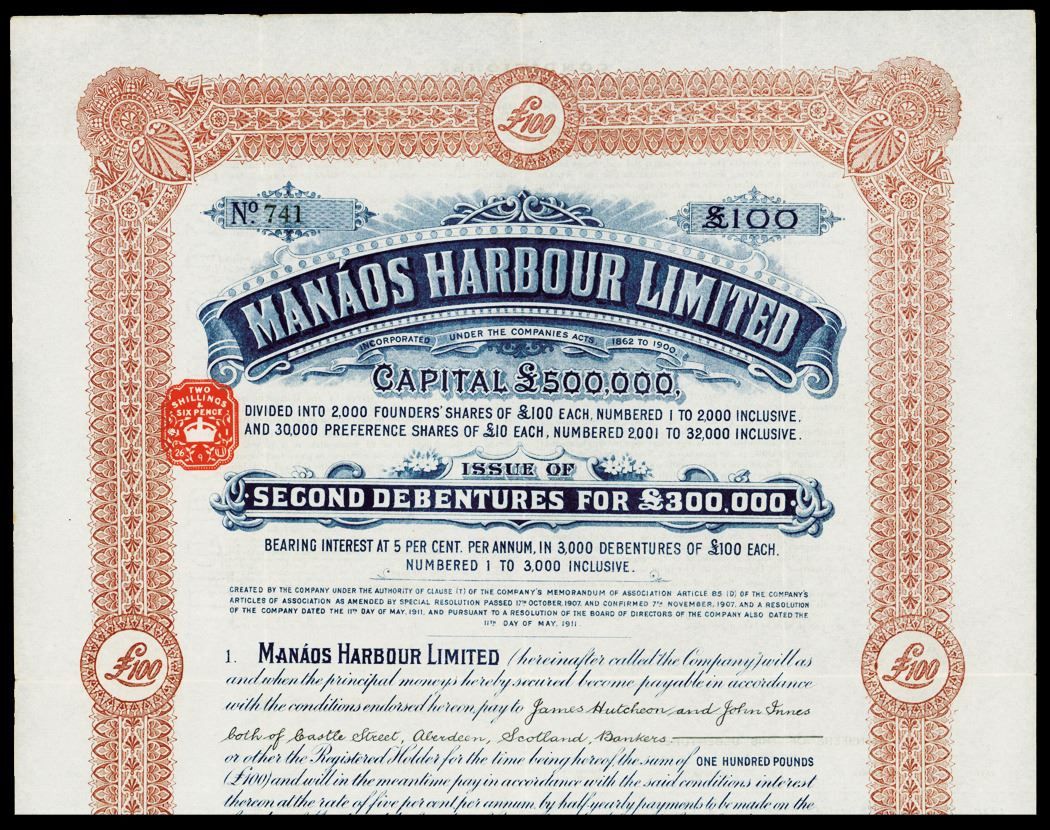 £100
Nº 741
£100
MANÁOS HARBOUR LIMITED
INCORPORATED UNDER THE COMPANIES ACTS, 1862 TO 1900.
CAPITAL £500,000,
DIVIDED INTO 2,000 FOUNDERS' SHARES OF £100 EACH, NUMBERED 1 TO 2000 INCLUSIVE.
AND 30,000 PREFERENCE SHARES OF £10 EACH, NUMBERED 2,001 TO 32,000 INCLUSIVE.
TWO
SHILLINGS
&
SIX PENCE
26 9 11
ISSUE OF
SECOND DEBENTURES FOR £300,000
BEARING INTEREST AT 5 PER CENT. PER ANNUM, IN 3,000 DEBENTURES OF £100 EACH.
NUMBERED 1 TO 3,000 INCLUSIVE.
CREATED BY THE COMPANY UNDER THE AUTHORITY OF CLAUSE (T) OF THE COMPANY'S MEMORANDUM OF ASSOCIATION ARTICLE 85 (D) OF THE COMPANY'S
ARTICLES OF ASSOCIATION AS AMENDED BY SPECIAL RESOLUTION PASSED 17TH OCTOBER, 1907, AND CONFIRMED 7TH NOVEMBER, 1907, AND A RESOLUTION
OF THE COMPANY DATED THE 11TH DAY OF MAY, 1911, AND PURSUANT TO A RESOLUTION OF THE BOARD OF DIRECTORS OF THE COMPANY ALSO DATED THE
11TH DAY OF MAY, 1911.
1. MANÁOS HARBOUR LIMITED (hereinafter called the Company) will as
and when the principal moneys hereby secured become payable in accordance
with the conditions endorsed hereon, pay to James Hutcheon and John Innes
both of Castle Street, Aberdeen, Scotland, Bankers
or other the Registered Holder for the time being hereof, the sum of ONE HUNDRED POUNDS
(£100) and will in the meantime pay in accordance with the said conditions interest
thereon at the rate of five per cent per annum, by half yearly payments to be made on the
£100
£100